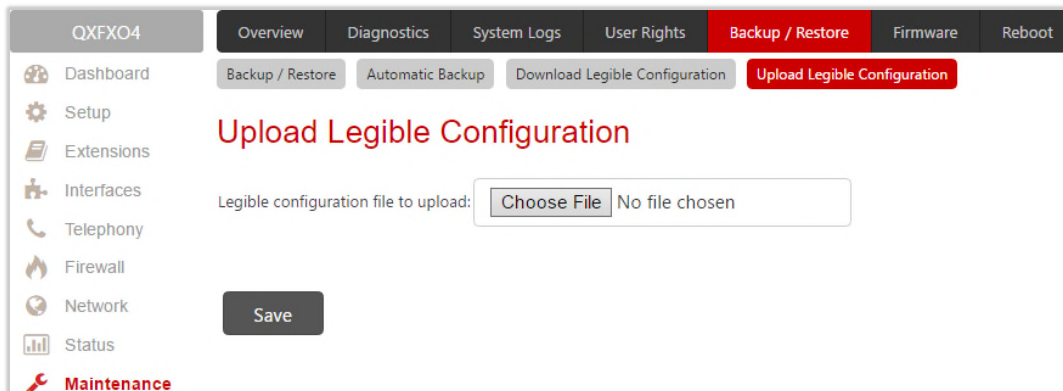 QXFXO4
Overview
Diagnostics
System Logs
User Rights
Backup / Restore
Firmware
Reboot
Dashboard
Setup
Extensions
Interfaces
Telephony
Firewall
Network
Status
Maintenance
Backup / Restore
Automatic Backup
Download Legible Configuration
Upload Legible Configuration
Upload Legible Configuration
Legible configuration file to upload: Choose File No file chosen
Save